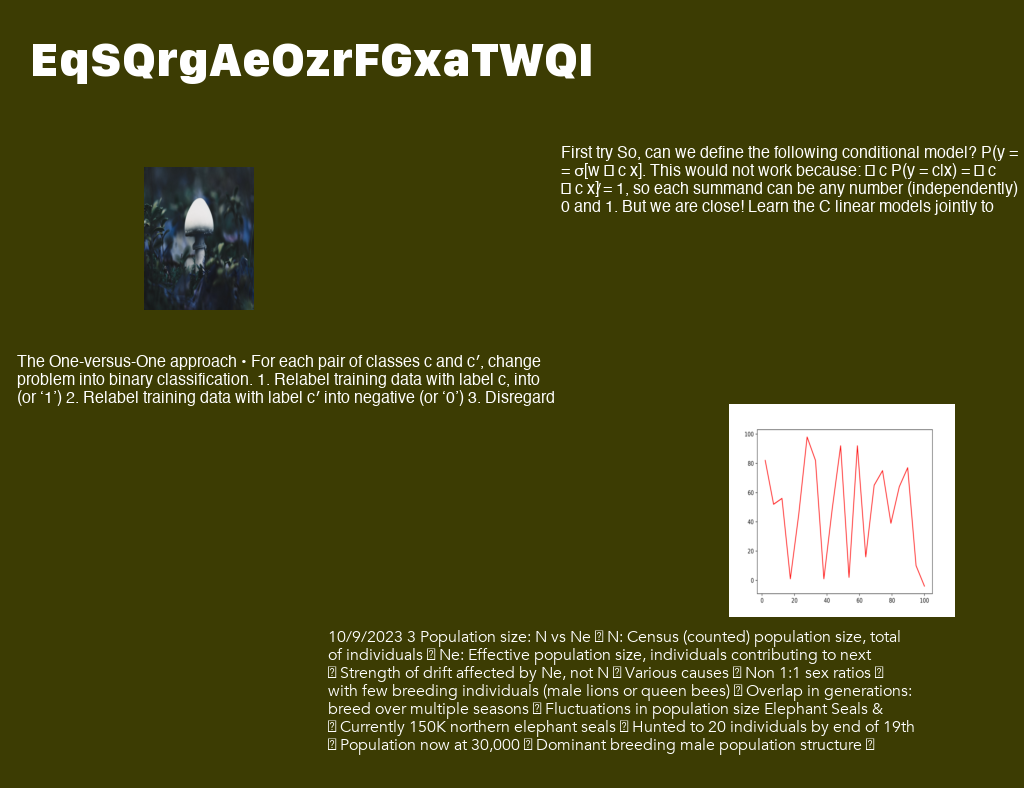 EqSQrgAeOzrFGxaTWQI
First try So, can we define the following conditional model? P(y =
= σ[w � c x]. This would not work because: � c P(y = c|x) = � c
� c x] ̸= 1, so each summand can be any number (independently)
0 and 1. But we are close! Learn the C linear models jointly to
The One-versus-One approach • For each pair of classes c and c′, change
problem into binary classification. 1. Relabel training data with label c, into
(or ‘1’) 2. Relabel training data with label c′ into negative (or ‘0’) 3. Disregard
100
80
60
40
20
0
0 20 40 60 80 100
10/9/2023 3 Population size: N vs Ne � N: Census (counted) population size, total
of individuals � Ne: Effective population size, individuals contributing to next
� Strength of drift affected by Ne, not N � Various causes � Non 1:1 sex ratios �
with few breeding individuals (male lions or queen bees) � Overlap in generations:
breed over multiple seasons � Fluctuations in population size Elephant Seals &
� Currently 150K northern elephant seals � Hunted to 20 individuals by end of 19th
� Population now at 30,000 � Dominant breeding male population structure �